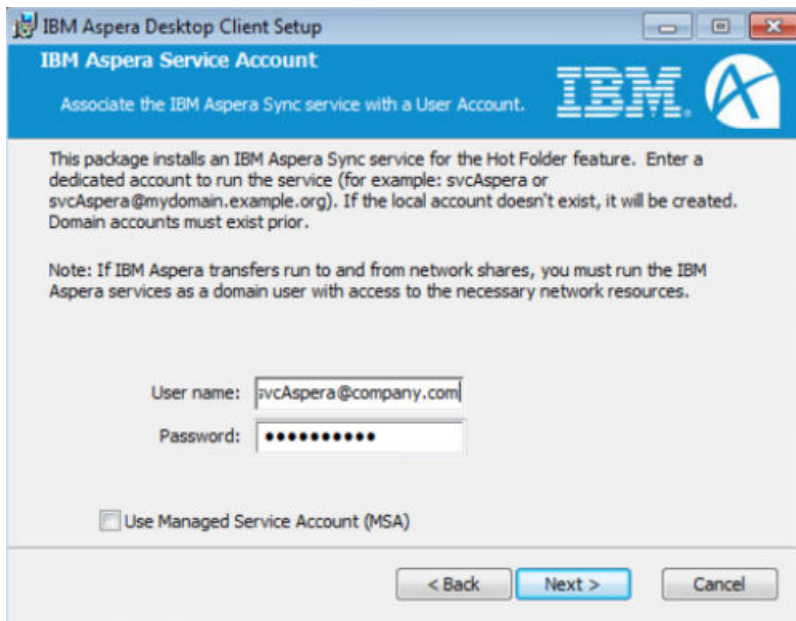 IBM Aspera Desktop Client Setup
IBM Aspera Service Account
Associate the IBM Aspera Sync service with a User Account.
IBM.
This package installs an IBM Aspera Sync service for the Hot Folder feature.  Enter a
dedicated account to run the service (for example: svcAspera or
svcAspera@mydomain.example.org). If the local account doesn't exist, it will be created.
Domain accounts must exist prior.
Note: If IBM Aspera transfers run to and from network shares, you must run the IBM
Aspera services as a domain user with access to the necessary network resources.
User name: svcAspera@company.com
Password: ●●●●●●●●●●
Use Managed Service Account (MSA)
< Back Next > Cancel